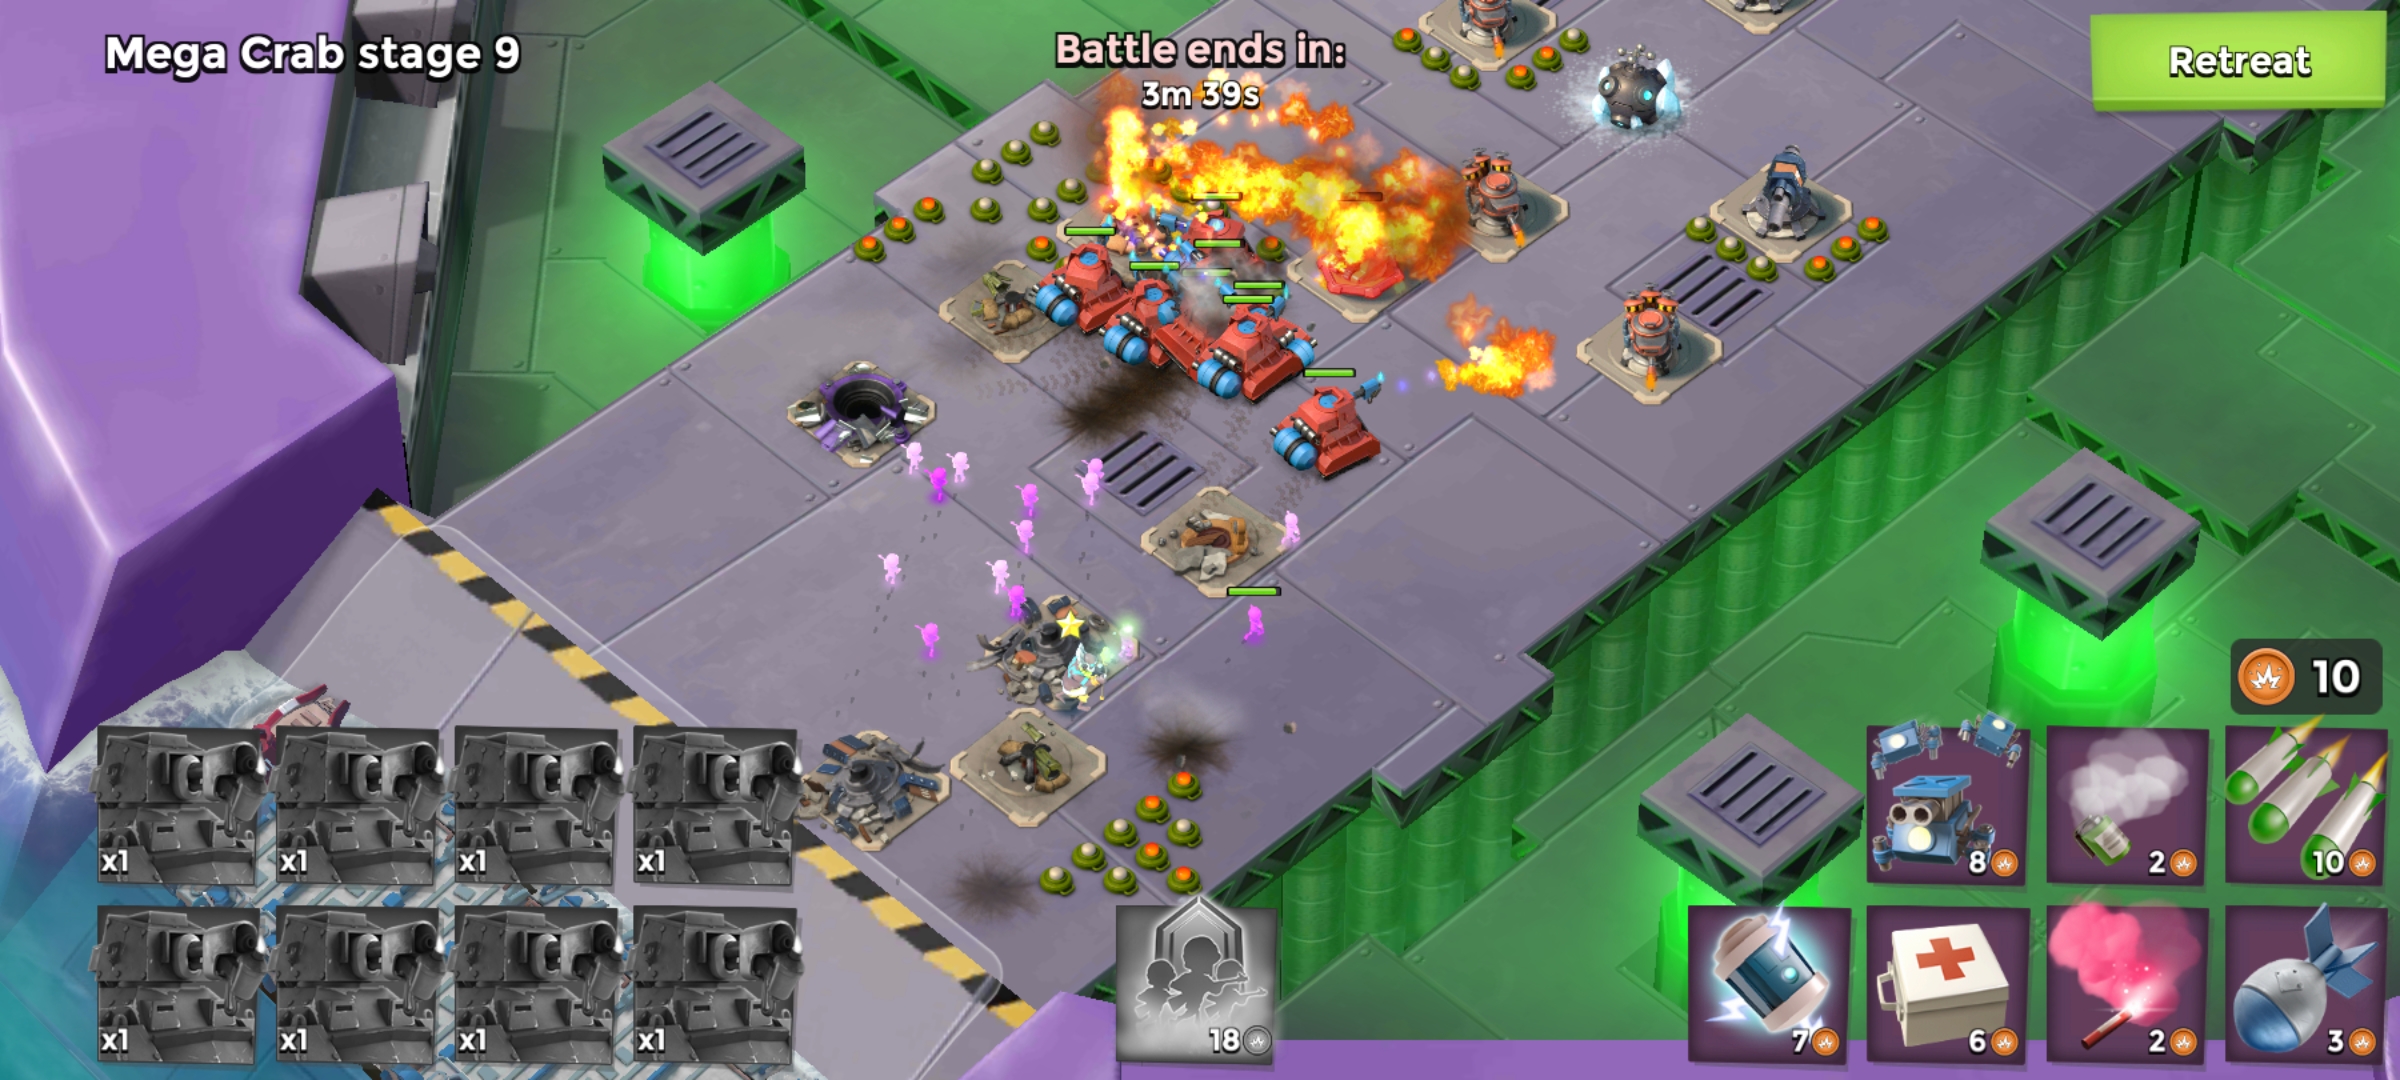 Mega Crab stage 9
Battle ends in:
3m 39s
Retreat
10
x1
x1
x1
x1
8
2
10
x1
x1
x1
x1
18
7
6
2
3